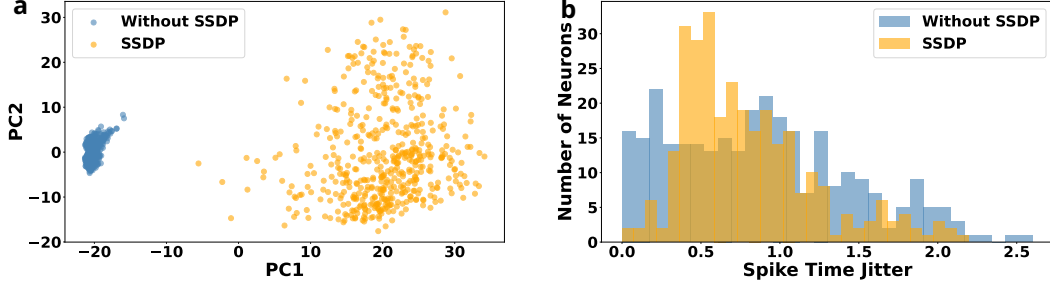 a
Without SSDP
SSDP
30
20
10
0
−10
−20
PC2
−20
−10
0
10
20
30
PC1
b
Without SSDP
SSDP
30
25
20
15
10
5
0
Number of Neurons
0.0
0.5
1.0
1.5
2.0
2.5
Spike Time Jitter